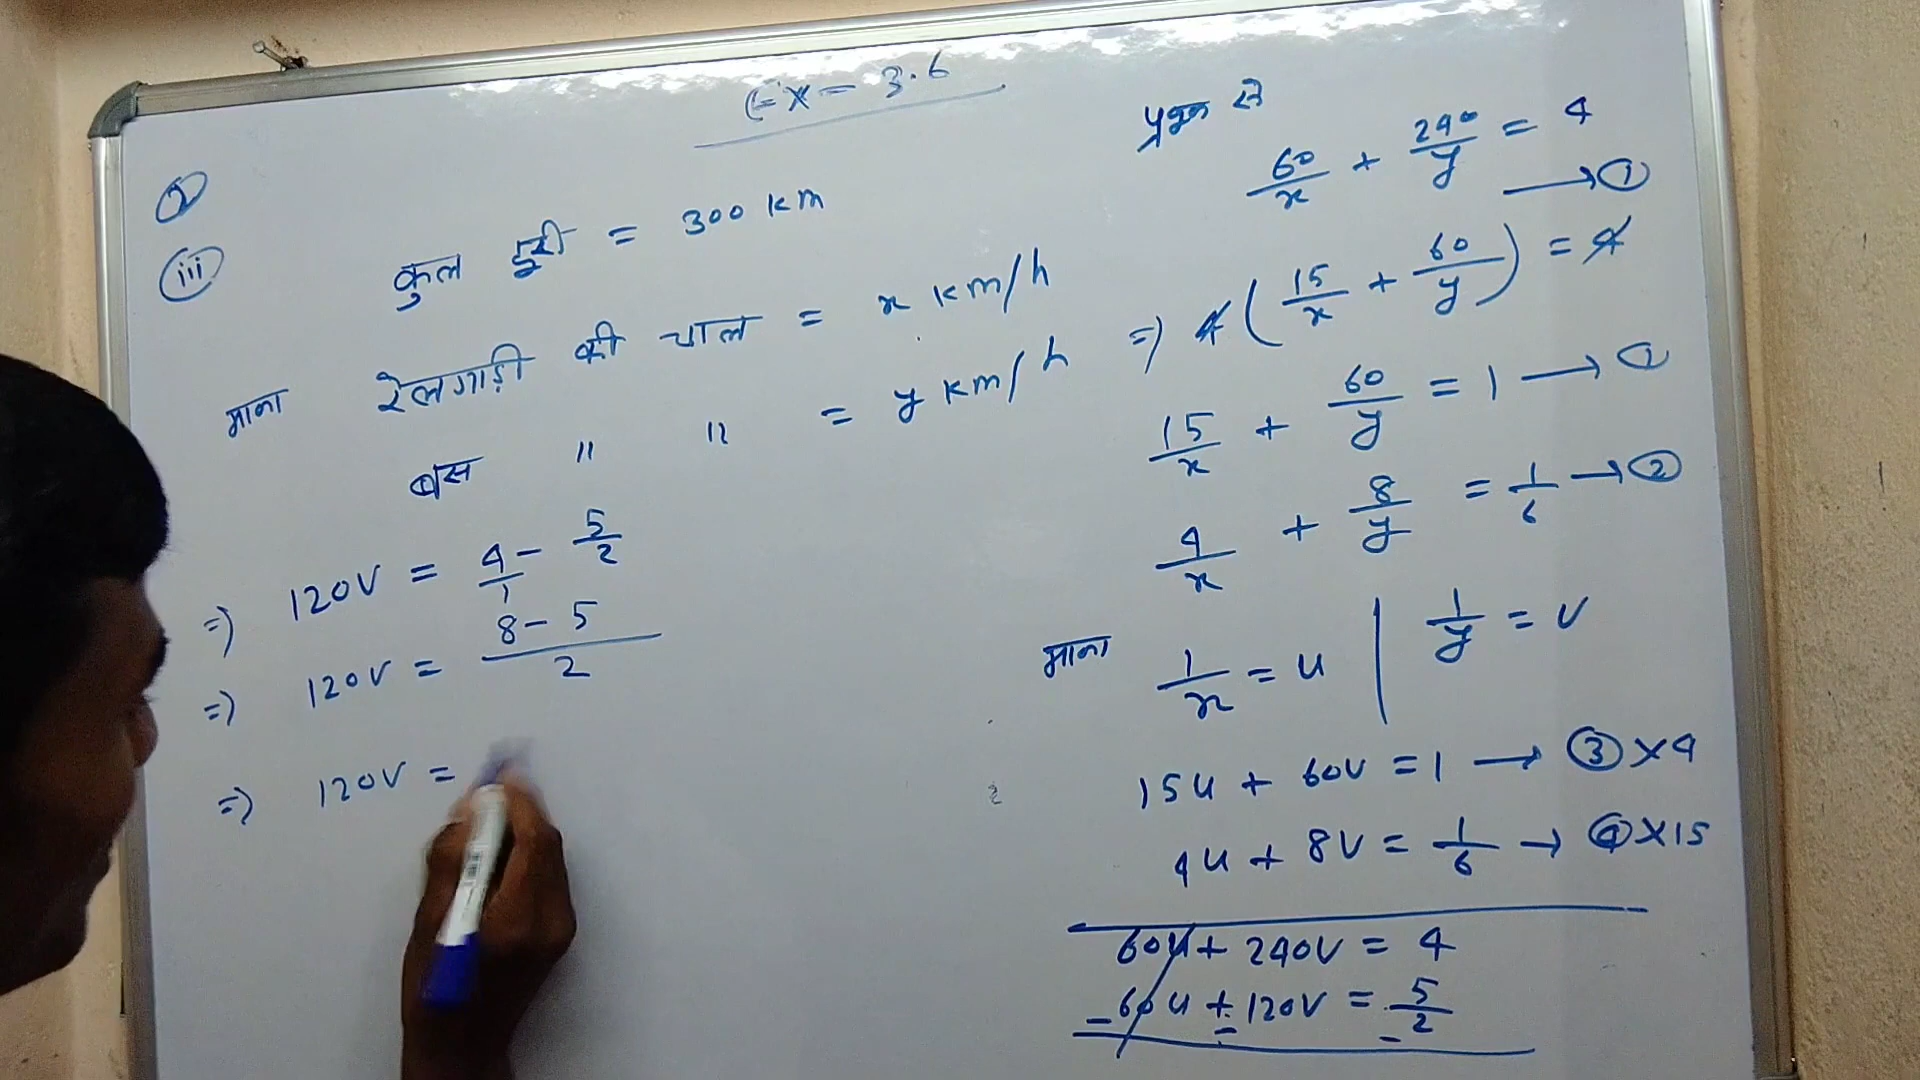 Ex - 3.6
(iii)
कुल दूरी = 300 km
माना रेलगाड़ी की चाल = x km/h
बस " " = y km/h
=) 120v = 4/1 - 5/2
=) 120v = (8 - 5)/2
=) 120v =
प्रश्न से
60/x + 240/y = 4
→ ①
=) 4(15/x + 60/y) = 4
15/x + 60/y = 1 → ①
4/x + 8/y = 1/6 → ②
माना 1/x = u | 1/y = v
15u + 60v = 1 → ③ × 4
4u + 8v = 1/6 → ④ × 15
60u + 240v = 4
-60u + 120v = 5/2
- -